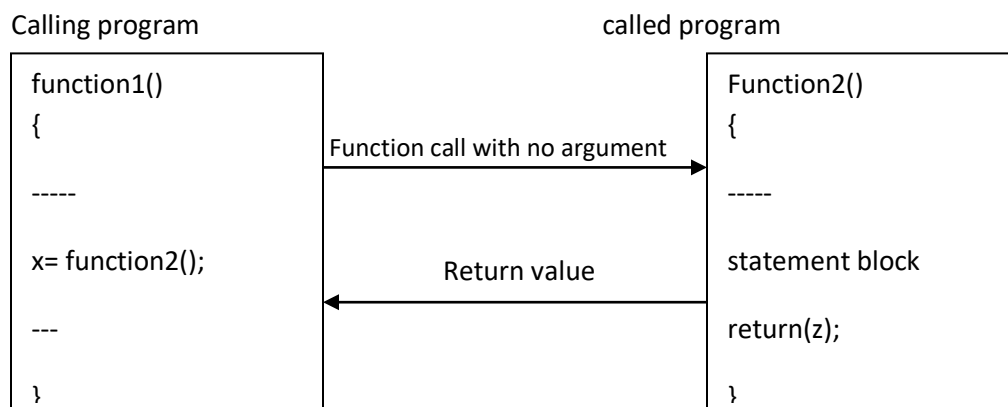 Calling program
called program
function1()
{
-----
x= function2();
---
}
Function call with no argument
Return value
Function2()
{
-----
statement block
return(z);
}